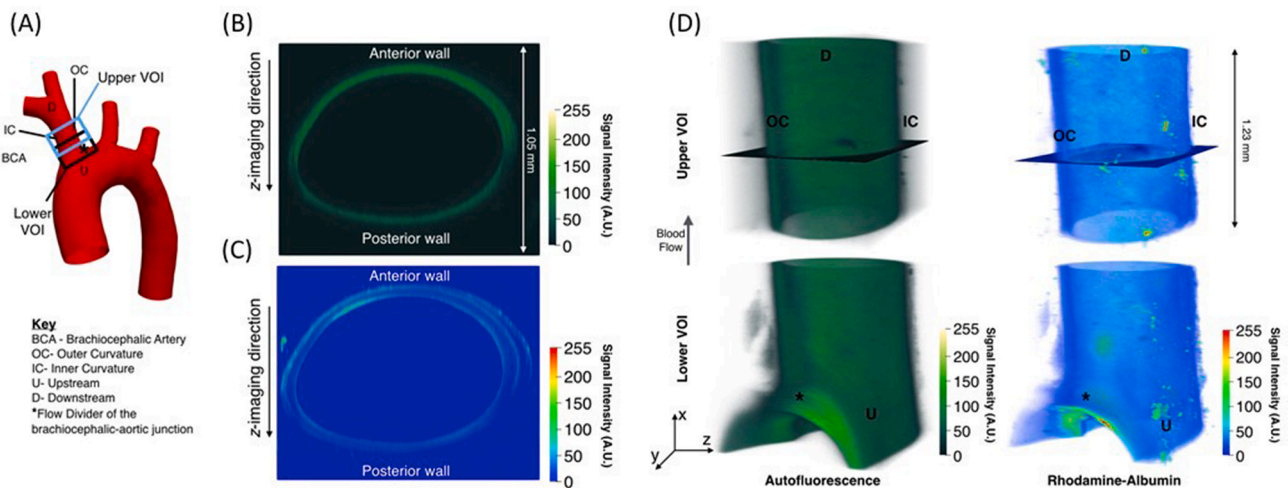 (A)
OC
Upper VOI
D
IC
BCA
*
U
Lower
VOI
Key
BCA - Brachiocephalic Artery
OC- Outer Curvature
IC- Inner Curvature
U- Upstream
D- Downstream
*Flow Divider of the
brachiocephalic-aortic junction
(B)
z-imaging direction
Anterior wall
Posterior wall
1.05 mm
255
200
150
100
50
0
Signal Intensity (A.U.)
(C)
z-imaging direction
Anterior wall
Posterior wall
255
200
150
100
50
0
Signal Intensity (A.U.)
(D)
Upper VOI
D
OC
IC
D
OC
IC
1.23 mm
Blood
Flow
Lower VOI
*
U
255
200
150
100
50
0
Signal Intensity (A.U.)
*
U
255
200
150
100
50
0
Signal Intensity (A.U.)
x
z
y
Autofluorescence
Rhodamine-Albumin